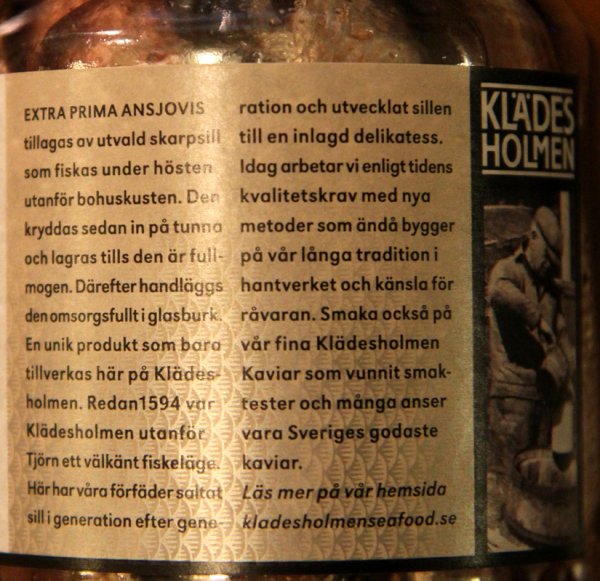 EXTRA PRIMA ANSJOVIS
tillagas av utvald skarpsill
som fiskas under hösten
utanför bohuskusten. Den
kryddas sedan in på tunna
och lagras tills den är full-
mogen. Därefter handläggs
den omsorgsfullt i glasburk.
En unik produkt som bara
tillverkas här på Klädes-
holmen. Redan1594 var
Klädesholmen utanför
Tjörn ett välkänt fiskeläge.
Här har våra förfäder saltat
sill i generation efter gene-
ration och utvecklat sillen
till en inlagd delikatess.
Idag arbetar vi enligt tidens
kvalitetskrav med nya
metoder som ändå bygger
på vår långa tradition i
hantverket och känsla för
råvaran. Smaka också på
vår fina Klädesholmen
Kaviar som vunnit smak-
tester och många anser
vara Sveriges godaste
kaviar.
Läs mer på vår hemsida
kladesholmenseafood.se
KLÄDES
HOLMEN